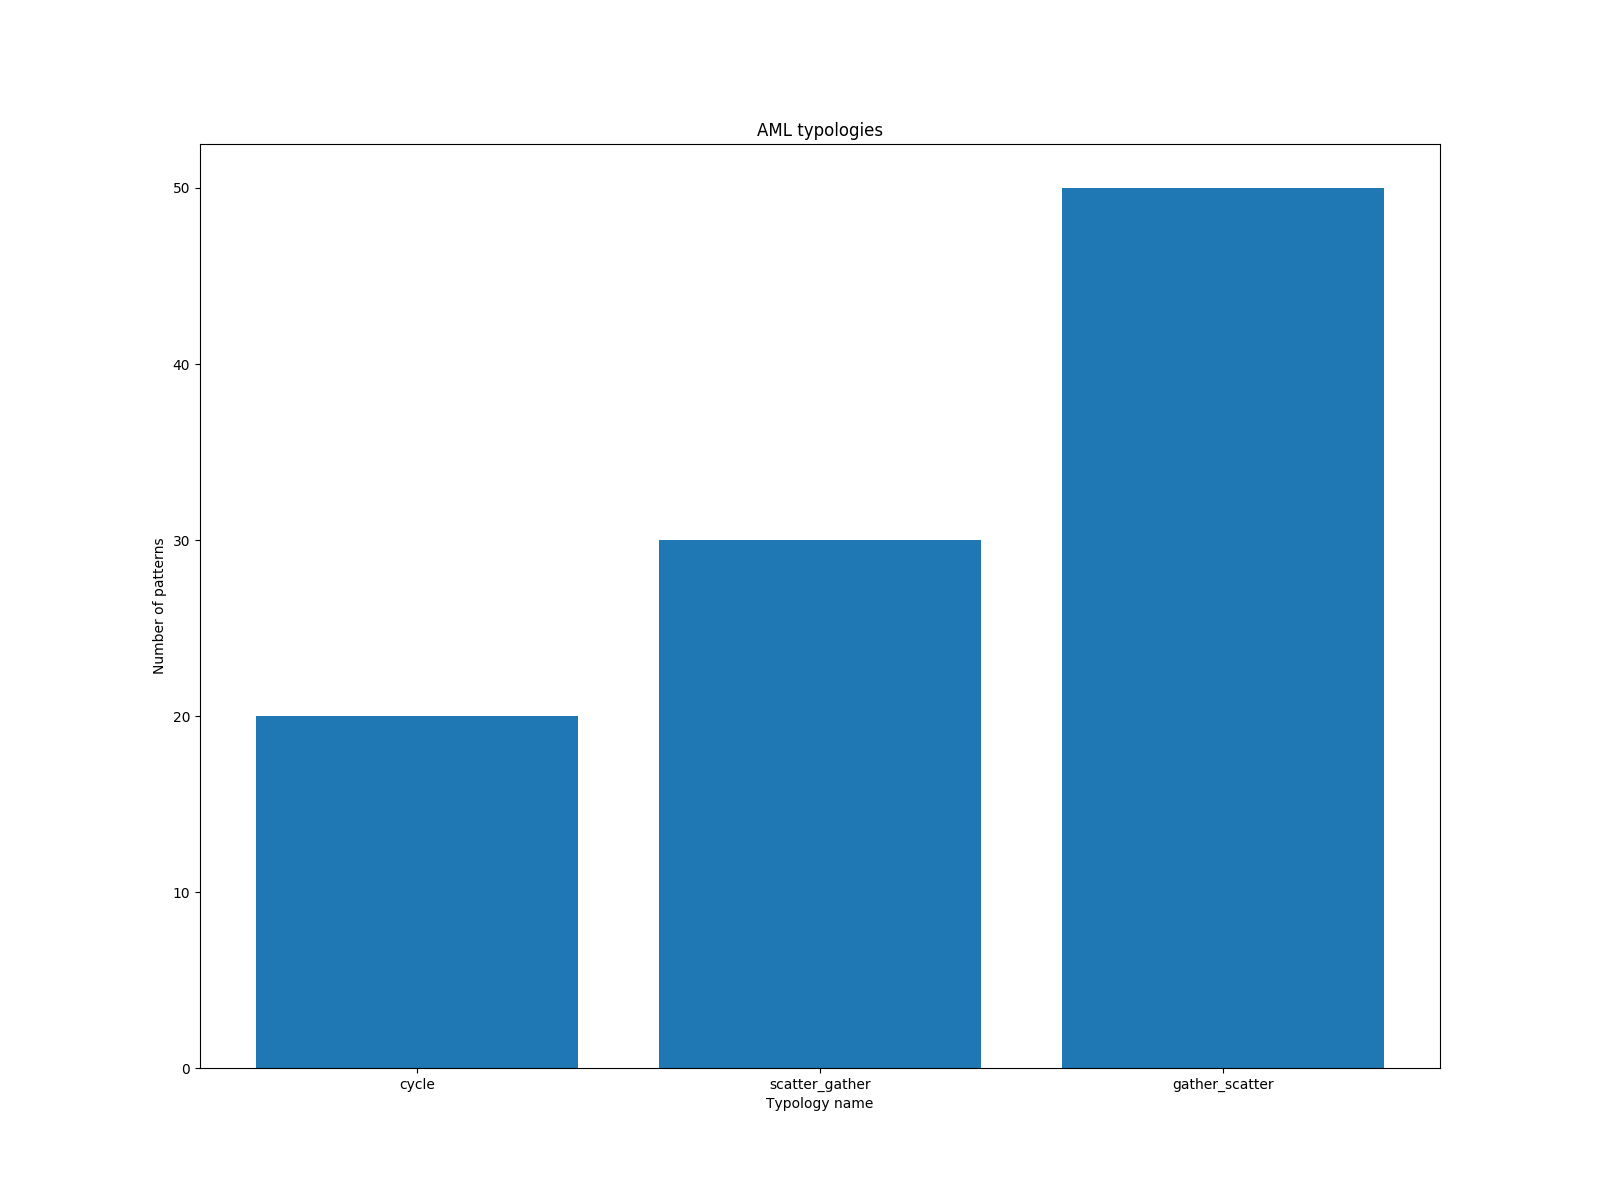 AML typologies
50
40
30
20
10
0
Number of patterns
cycle scatter_gather gather_scatter
Typology name